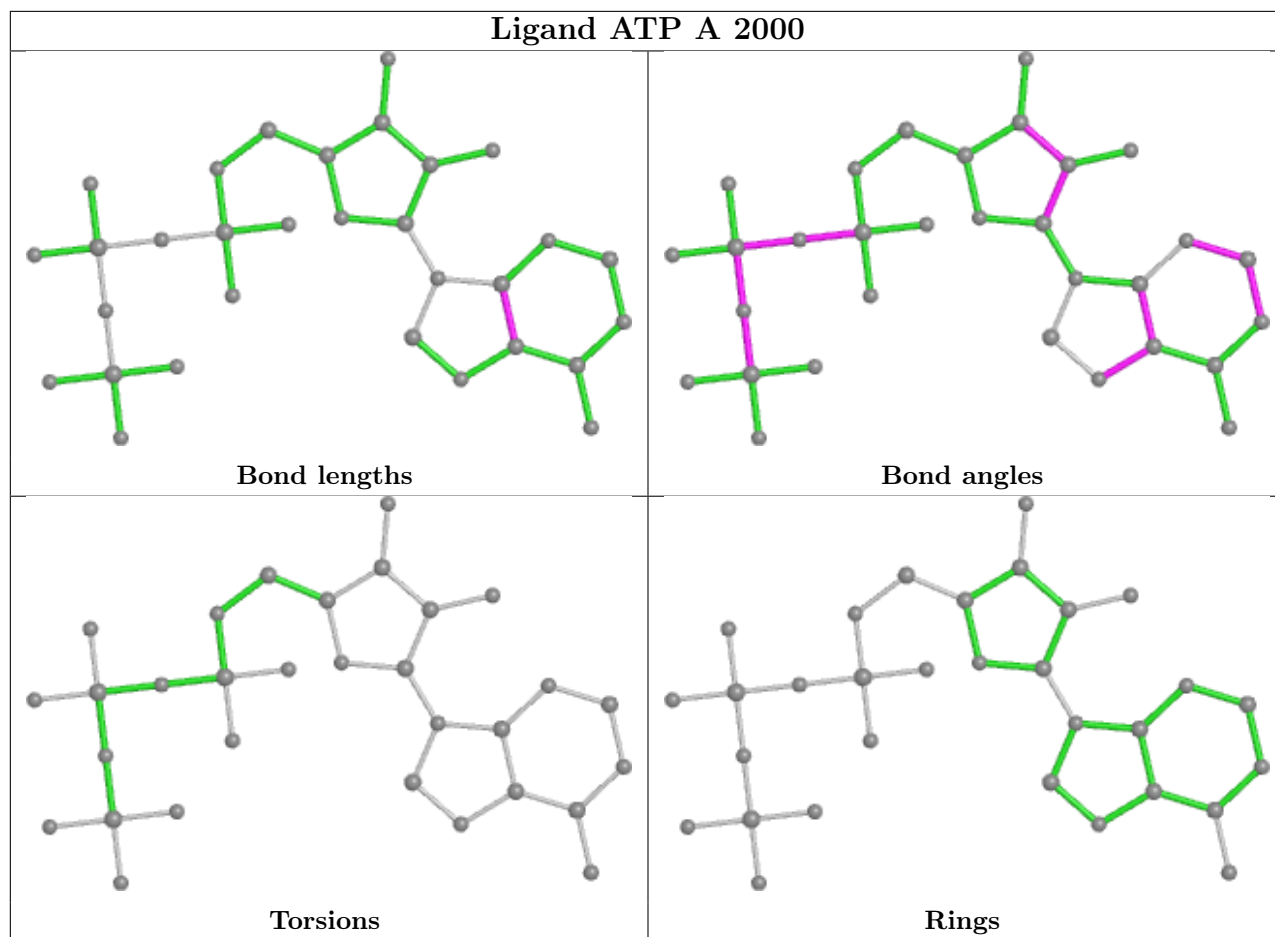 Ligand ATP A 2000
Bond lengths
Bond angles
Torsions
Rings